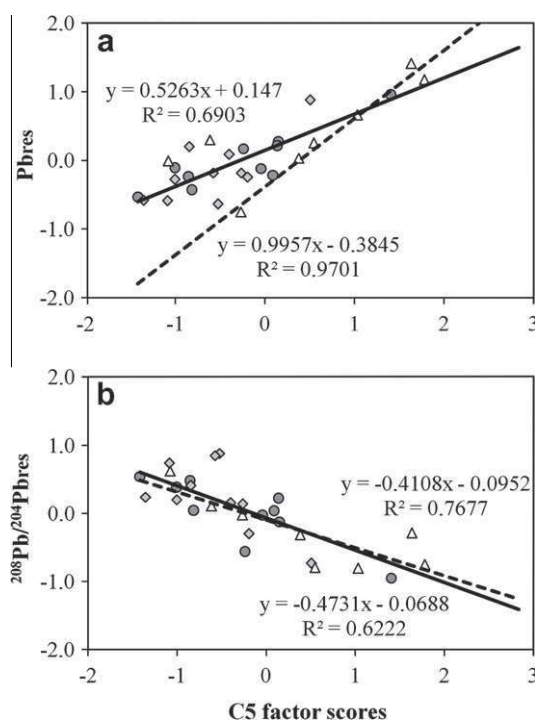 a
2.0
1.0
0.0
-1.0
-2.0
Pbres
y = 0.5263x + 0.147
R² = 0.6903
y = 0.9957x - 0.3845
R² = 0.9701
-2
-1
0
1
2
3
b
2.0
1.0
0.0
-1.0
-2.0
²⁰⁸Pb/²⁰⁴Pbres
y = -0.4108x - 0.0952
R² = 0.7677
y = -0.4731x - 0.0688
R² = 0.6222
-2
-1
0
1
2
3
C5 factor scores